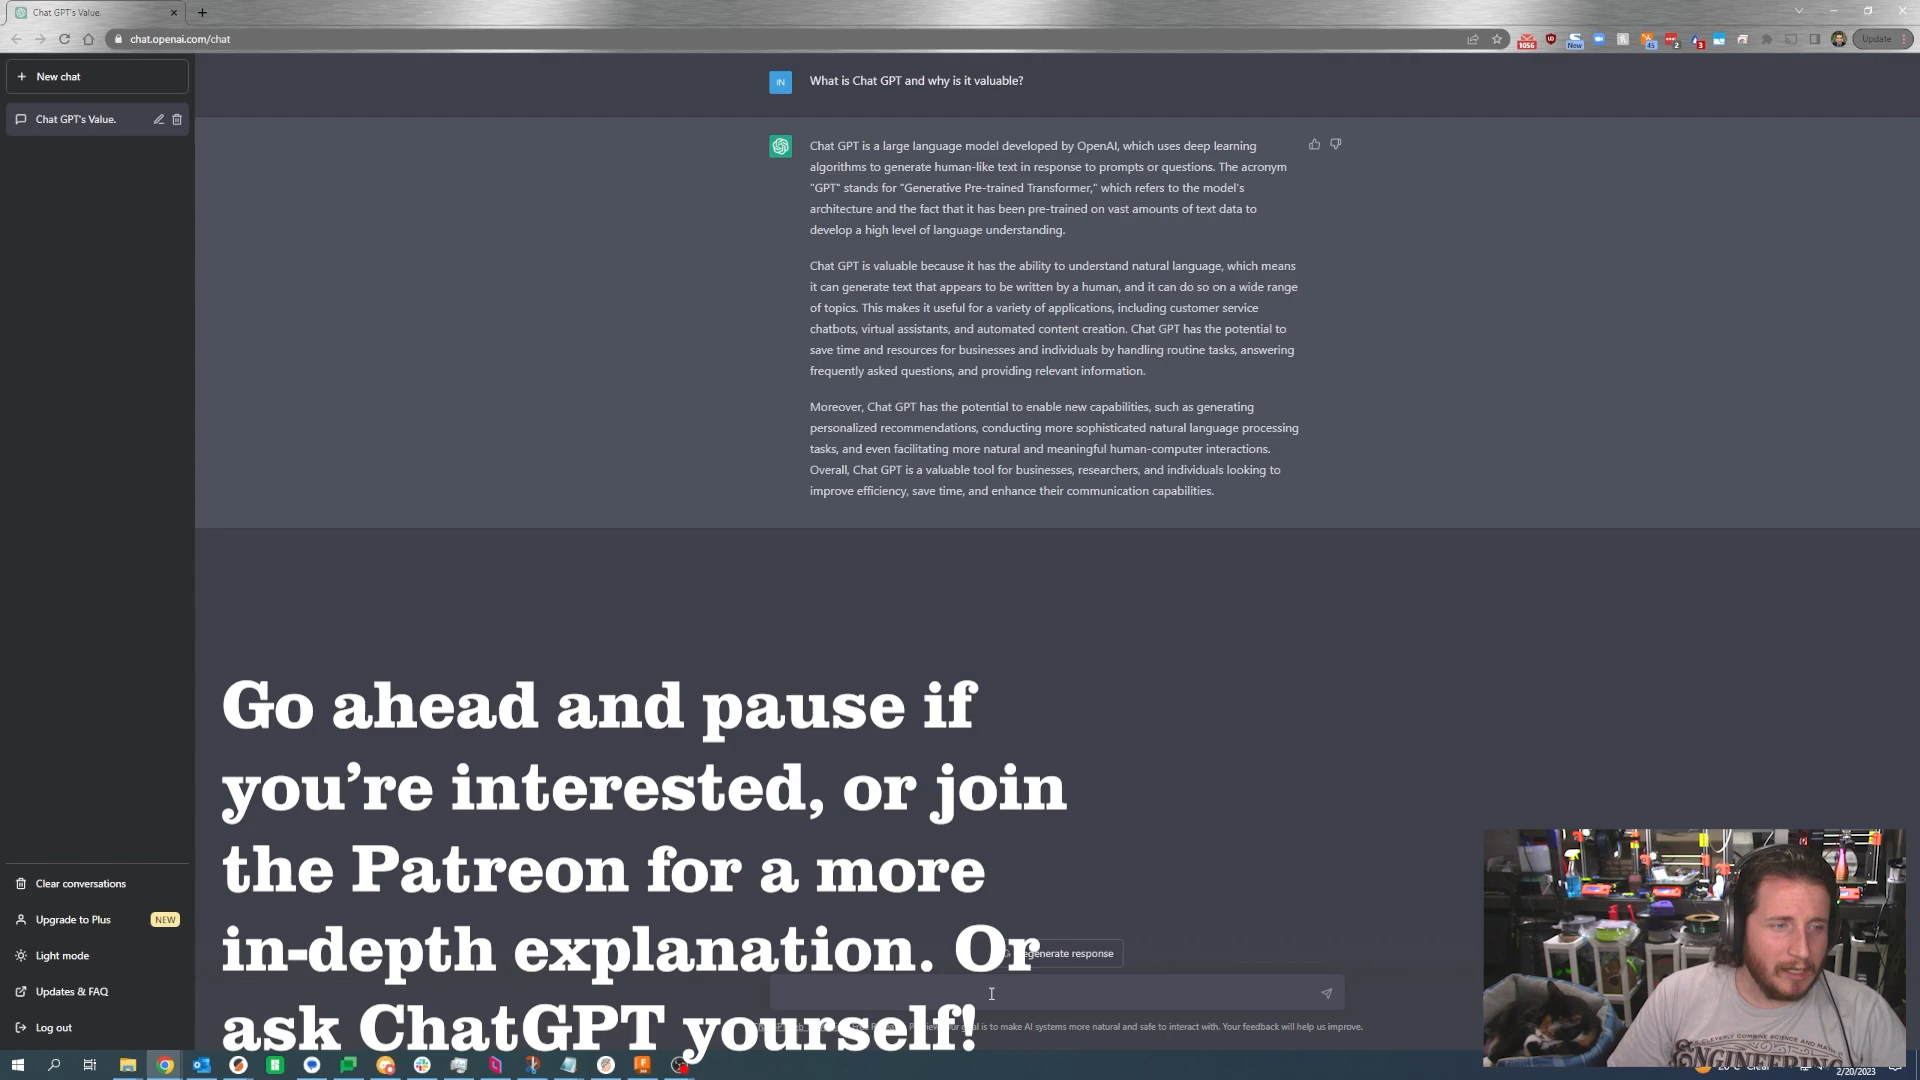 Chat GPT's Value.
chat.openai.com/chat
1056
Now
45
2
3
Update
New chat
Chat GPT's Value.
IN
What is Chat GPT and why is it valuable?
Chat GPT is a large language model developed by OpenAI, which uses deep learning
algorithms to generate human-like text in response to prompts or questions. The acronym
"GPT" stands for "Generative Pre-trained Transformer," which refers to the model's
architecture and the fact that it has been pre-trained on vast amounts of text data to
develop a high level of language understanding.
Chat GPT is valuable because it has the ability to understand natural language, which means
it can generate text that appears to be written by a human, and it can do so on a wide range
of topics. This makes it useful for a variety of applications, including customer service
chatbots, virtual assistants, and automated content creation. Chat GPT has the potential to
save time and resources for businesses and individuals by handling routine tasks, answering
frequently asked questions, and providing relevant information.
Moreover, Chat GPT has the potential to enable new capabilities, such as generating
personalized recommendations, conducting more sophisticated natural language processing
tasks, and even facilitating more natural and meaningful human-computer interactions.
Overall, Chat GPT is a valuable tool for businesses, researchers, and individuals looking to
improve efficiency, save time, and enhance their communication capabilities.
Go ahead and pause if
you're interested, or join
the Patreon for a more
in-depth explanation. Or
ask ChatGPT yourself!
Clear conversations
Upgrade to Plus NEW
Light mode
Updates & FAQ
Log out
response
is to make AI systems more natural and safe to interact with. Your feedback will help us improve.
CLEVERLY COMBINE SCIENCE AND MATH
ENGINEERING
2/20/2023